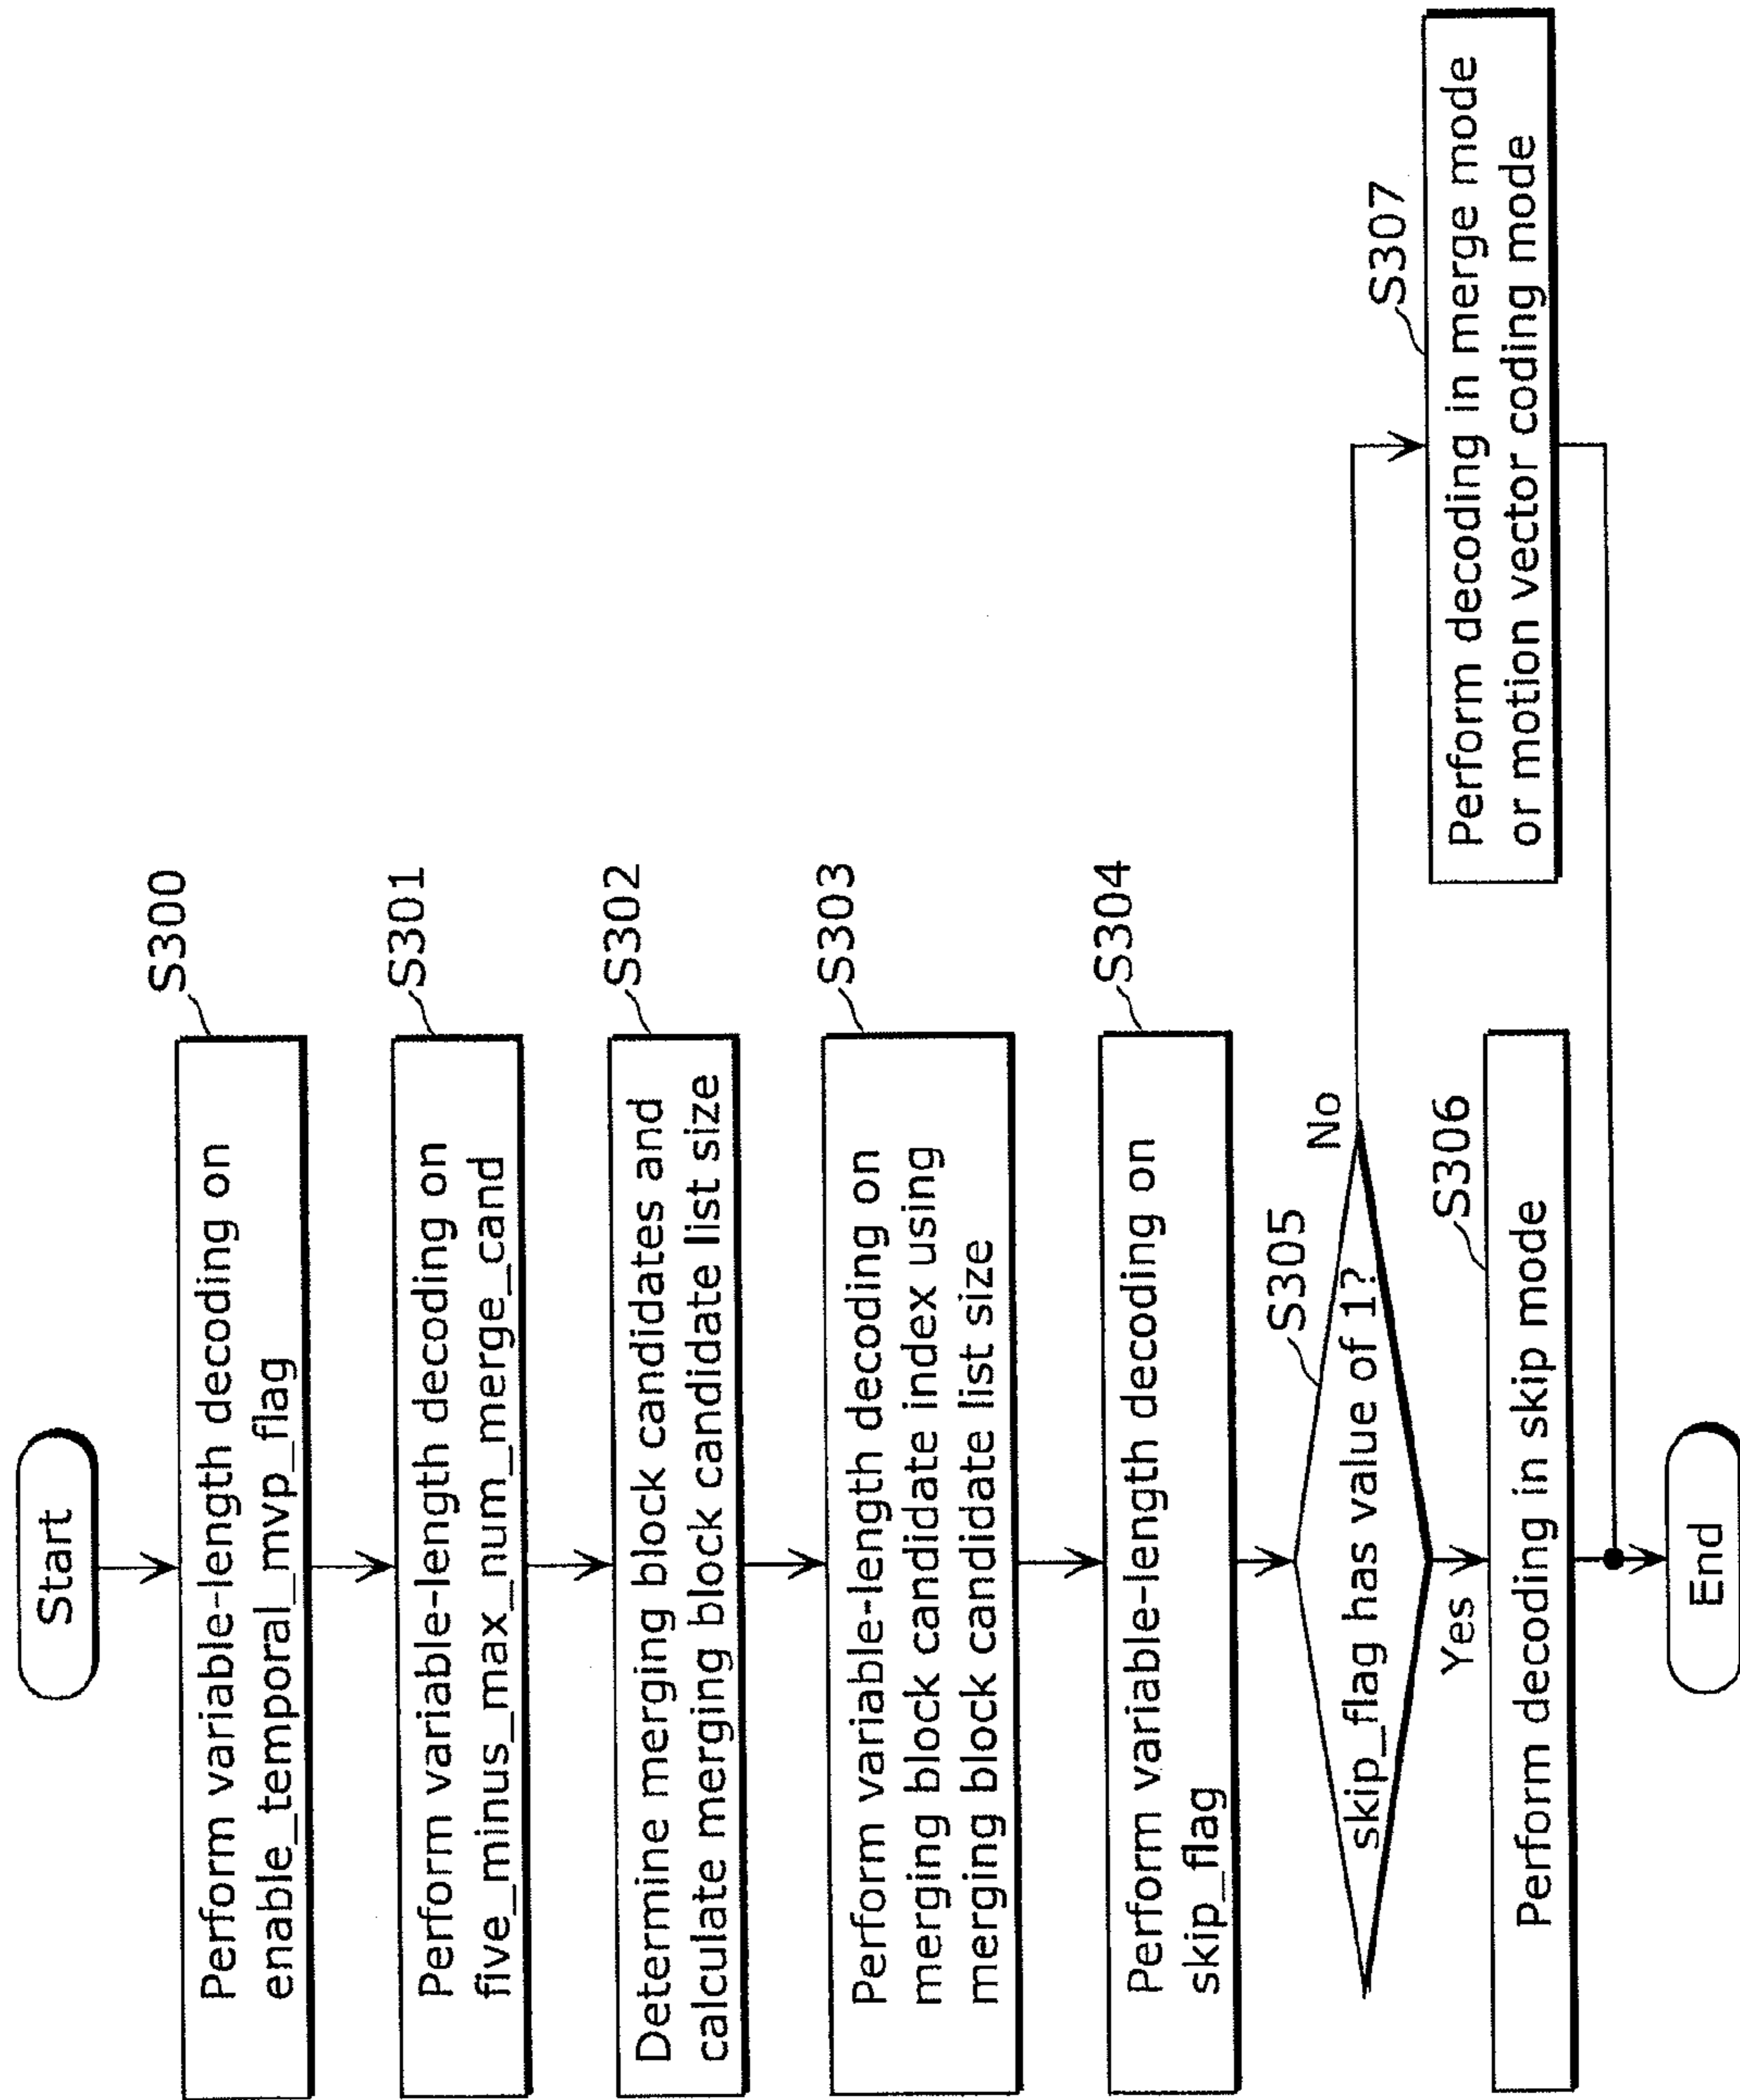 Start
S300
Perform variable-length decoding on
enable_temporal_mvp_flag
S301
Perform variable-length decoding on
five_minus_max_num_merge_cand
S302
Determine merging block candidates and
calculate merging block candidate list size
S303
Perform variable-length decoding on
merging block candidate index using
merging block candidate list size
S304
Perform variable-length decoding on
skip_flag
S305
skip_flag has value of 1?
No
Yes
S306
Perform decoding in skip mode
S307
Perform decoding in merge mode
or motion vector coding mode
End